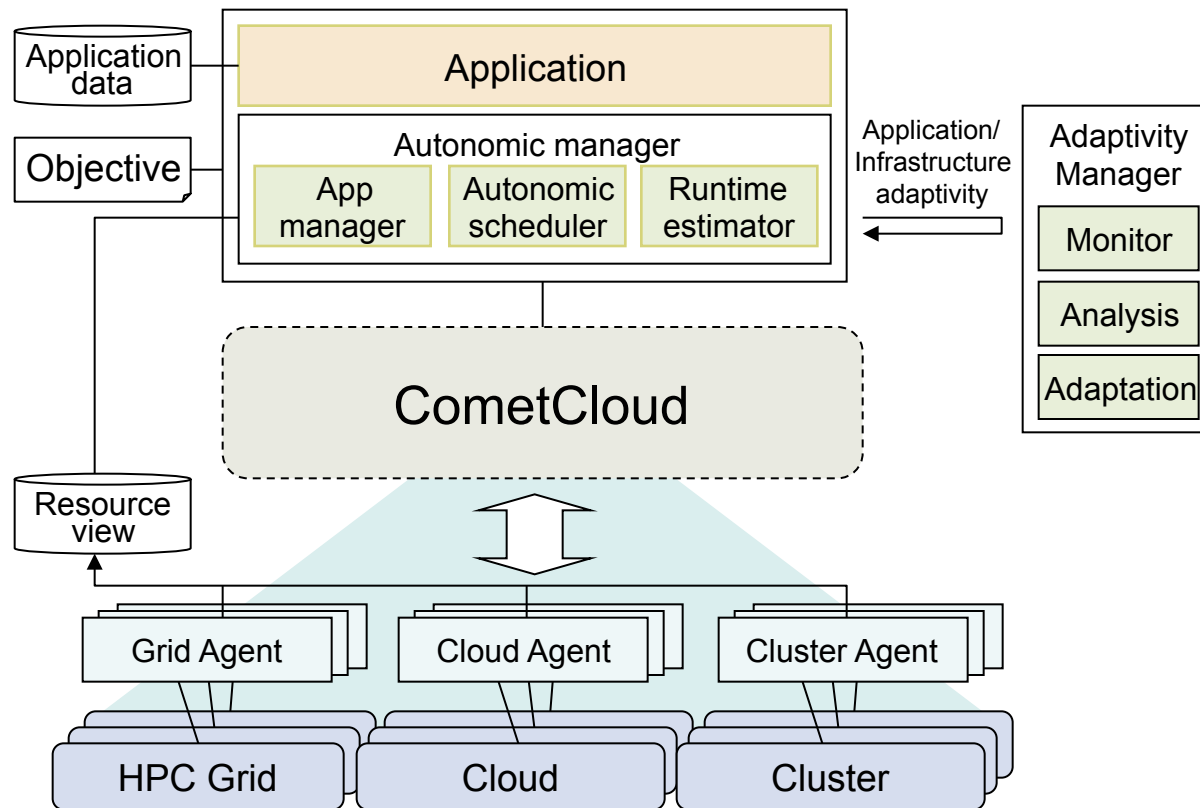 Application
data
Application
Objective
Autonomic manager
App
manager
Autonomic
scheduler
Runtime
estimator
Application/
Infrastructure
adaptivity
Adaptivity
Manager
Monitor
Analysis
Adaptation
CometCloud
Resource
view
Grid Agent
Cloud Agent
Cluster Agent
HPC Grid
Cloud
Cluster